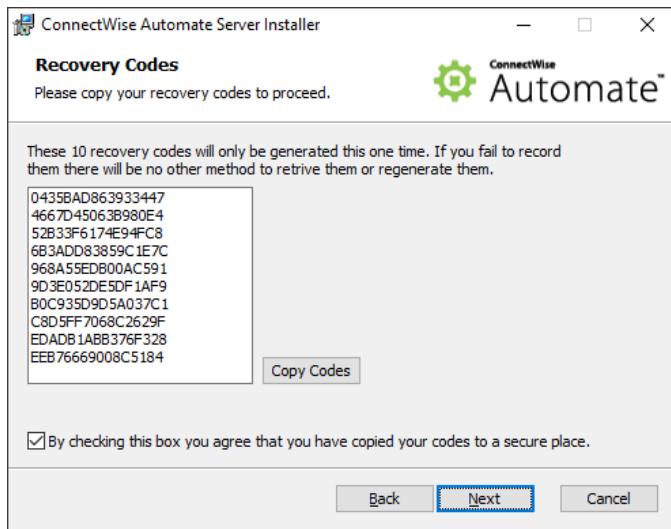 ConnectWise Automate Server Installer
Recovery Codes
Please copy your recovery codes to proceed.
ConnectWise
Automate™
These 10 recovery codes will only be generated this one time. If you fail to record
them there will be no other method to retrive them or regenerate them.
0435BAD863933447
4667D45063B980E4
52B33F6174E94FC8
6B3ADD83859C1E7C
968A55EDB00AC591
9D3E052DE5DF1AF9
B0C935D9D5A037C1
C8D5FF7068C2629F
EDADB1ABB376F328
EEB76669008C5184
Copy Codes
By checking this box you agree that you have copied your codes to a secure place.
Back
Next
Cancel